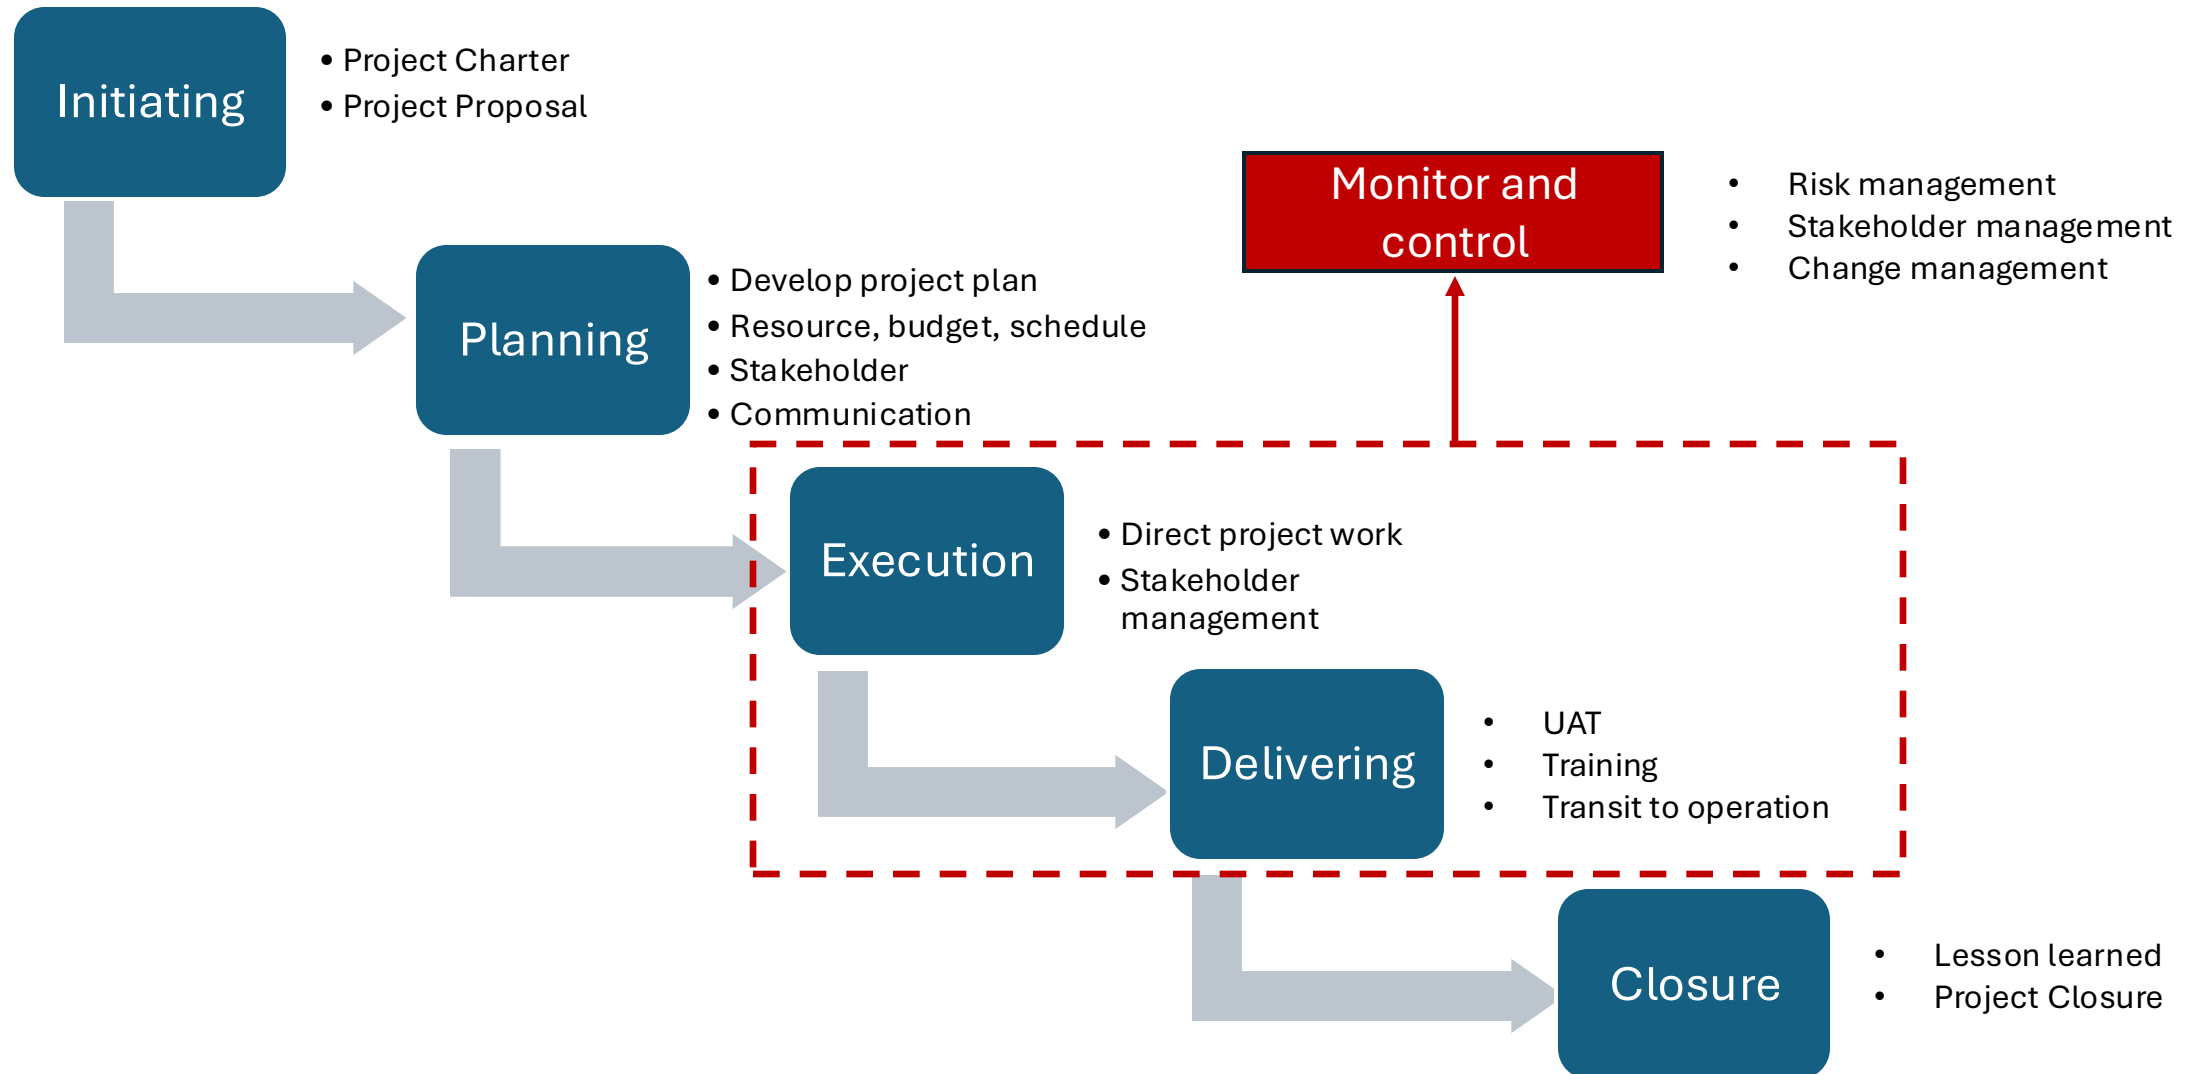 Initiating
• Project Charter
• Project Proposal
Monitor and
control
• Risk management
• Stakeholder management
• Change management
Planning
• Develop project plan
• Resource, budget, schedule
• Stakeholder
• Communication
Execution
• Direct project work
• Stakeholder
management
Delivering
• UAT
• Training
• Transit to operation
Closure
• Lesson learned
• Project Closure